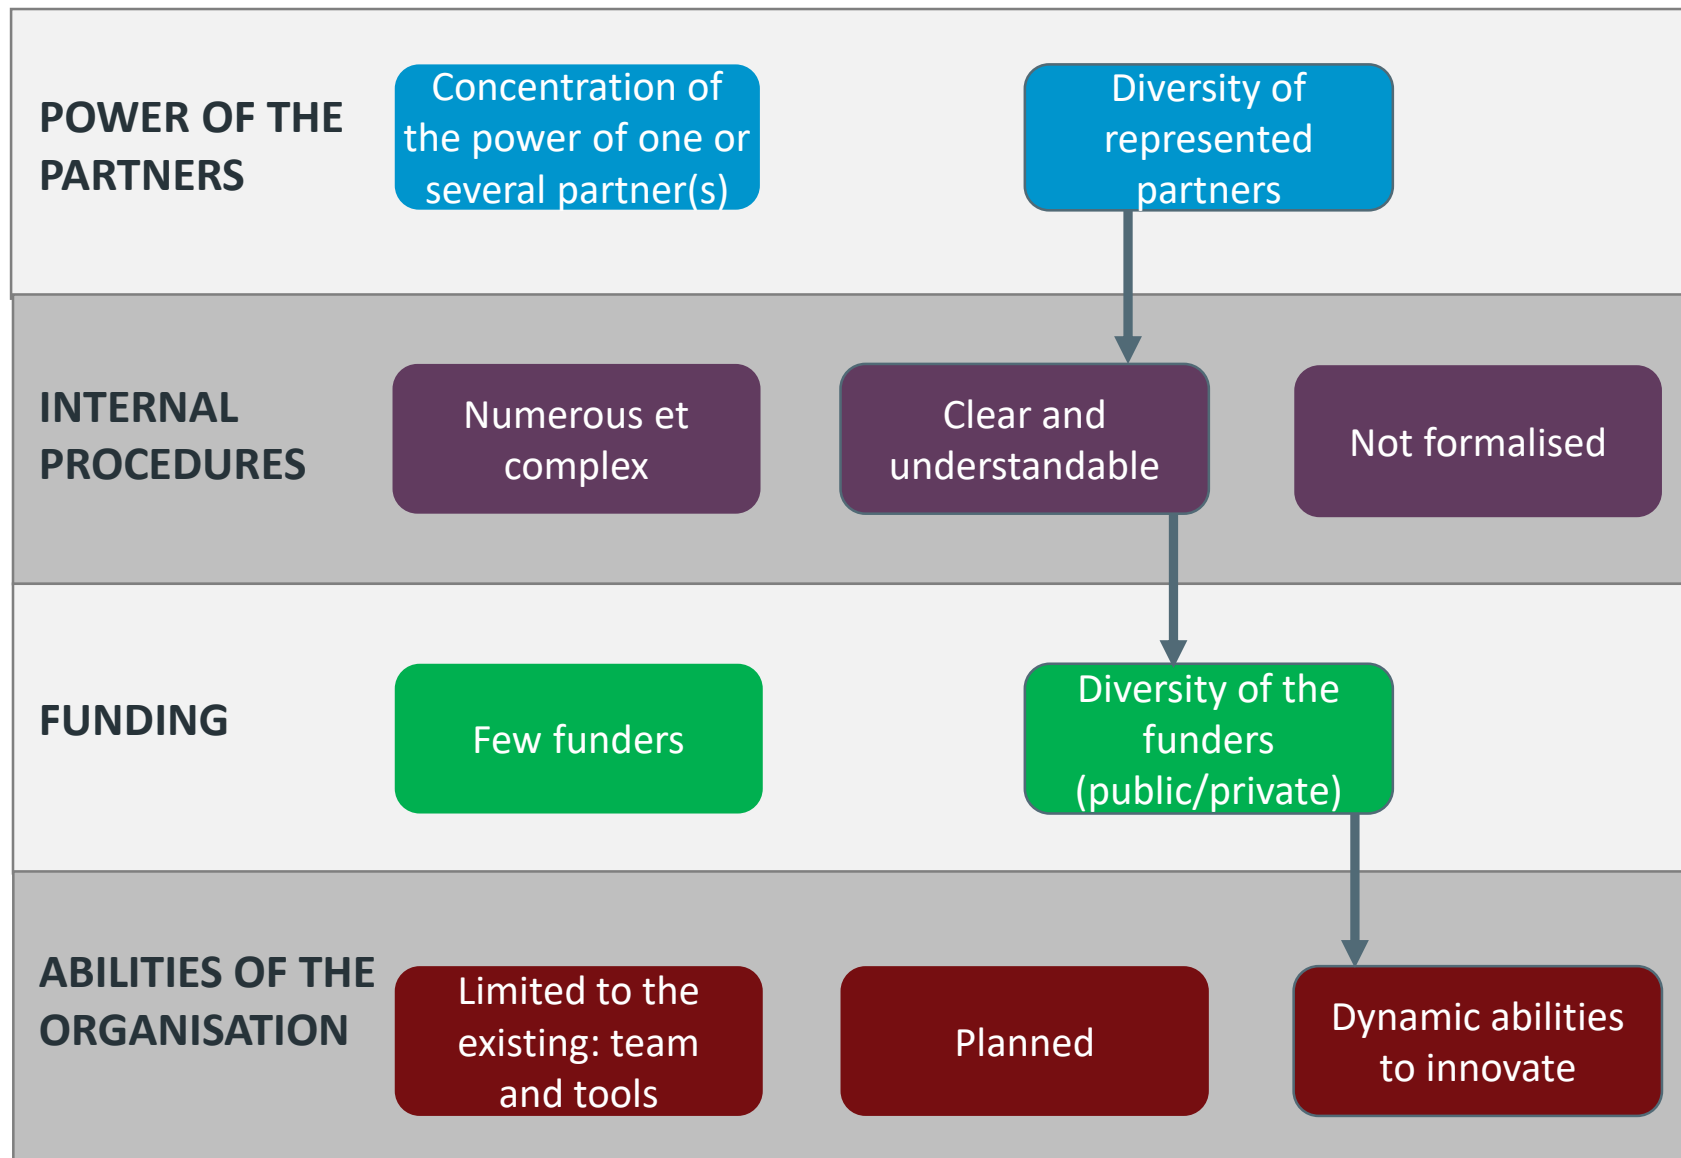 POWER OF THE
PARTNERS
Concentration of
the power of one or
several partner(s)
Diversity of
represented
partners
INTERNAL
PROCEDURES
Numerous et
complex
Clear and
understandable
Not formalised
FUNDING
Few funders
Diversity of the
funders
(public/private)
ABILITIES OF THE
ORGANISATION
Limited to the
existing: team
and tools
Planned
Dynamic abilities
to innovate